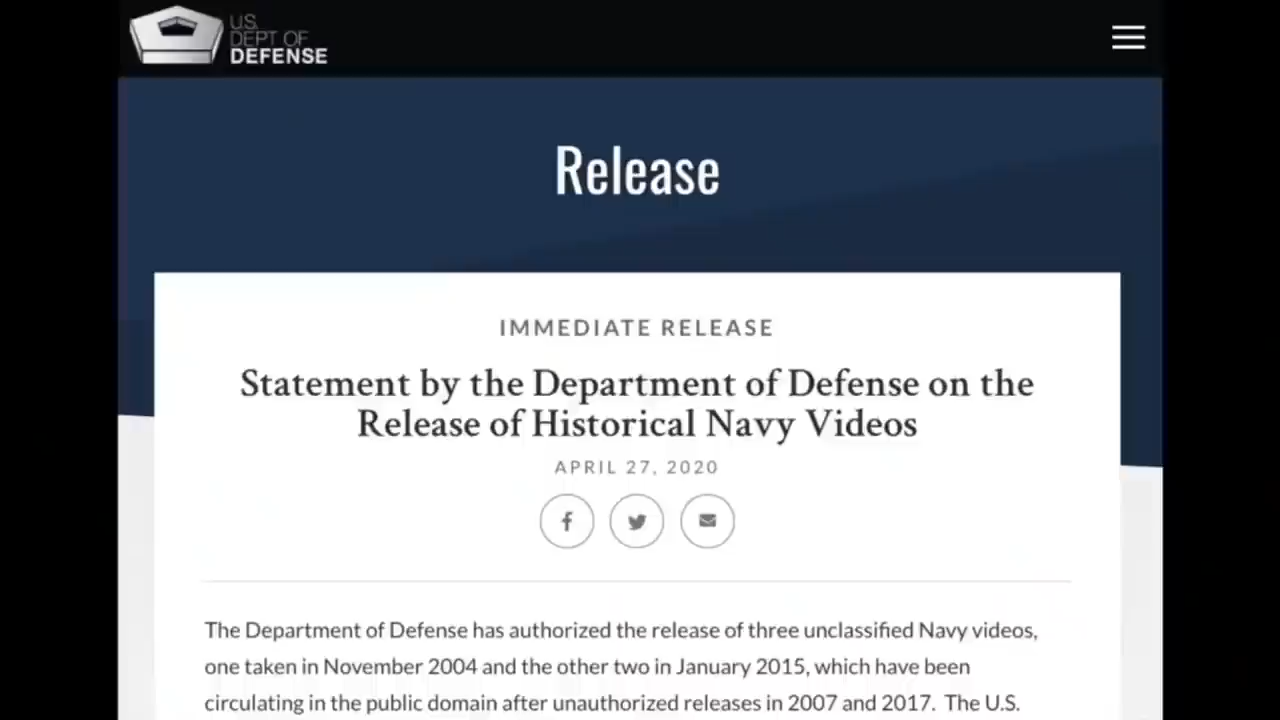 U.S.
DEPT OF
DEFENSE
Release
IMMEDIATE RELEASE
Statement by the Department of Defense on the
Release of Historical Navy Videos
APRIL 27, 2020
The Department of Defense has authorized the release of three unclassified Navy videos,
one taken in November 2004 and the other two in January 2015, which have been
circulating in the public domain after unauthorized releases in 2007 and 2017. The U.S.